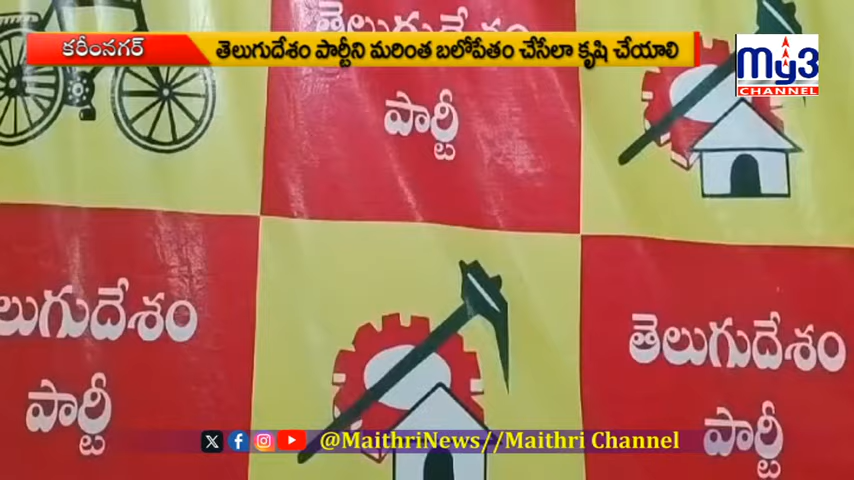 కరీంనగర్
తెలుగుదేశం పార్టీని మరింత బలోపేతం చేసేలా కృషి చేయాలి
My3
CHANNEL
తెలుగుదేశం
పార్టీ
లుగుదేశం
పార్టీ
తెలుగుదేశం
పార్టీ
@MaithriNews//Maithri Channel